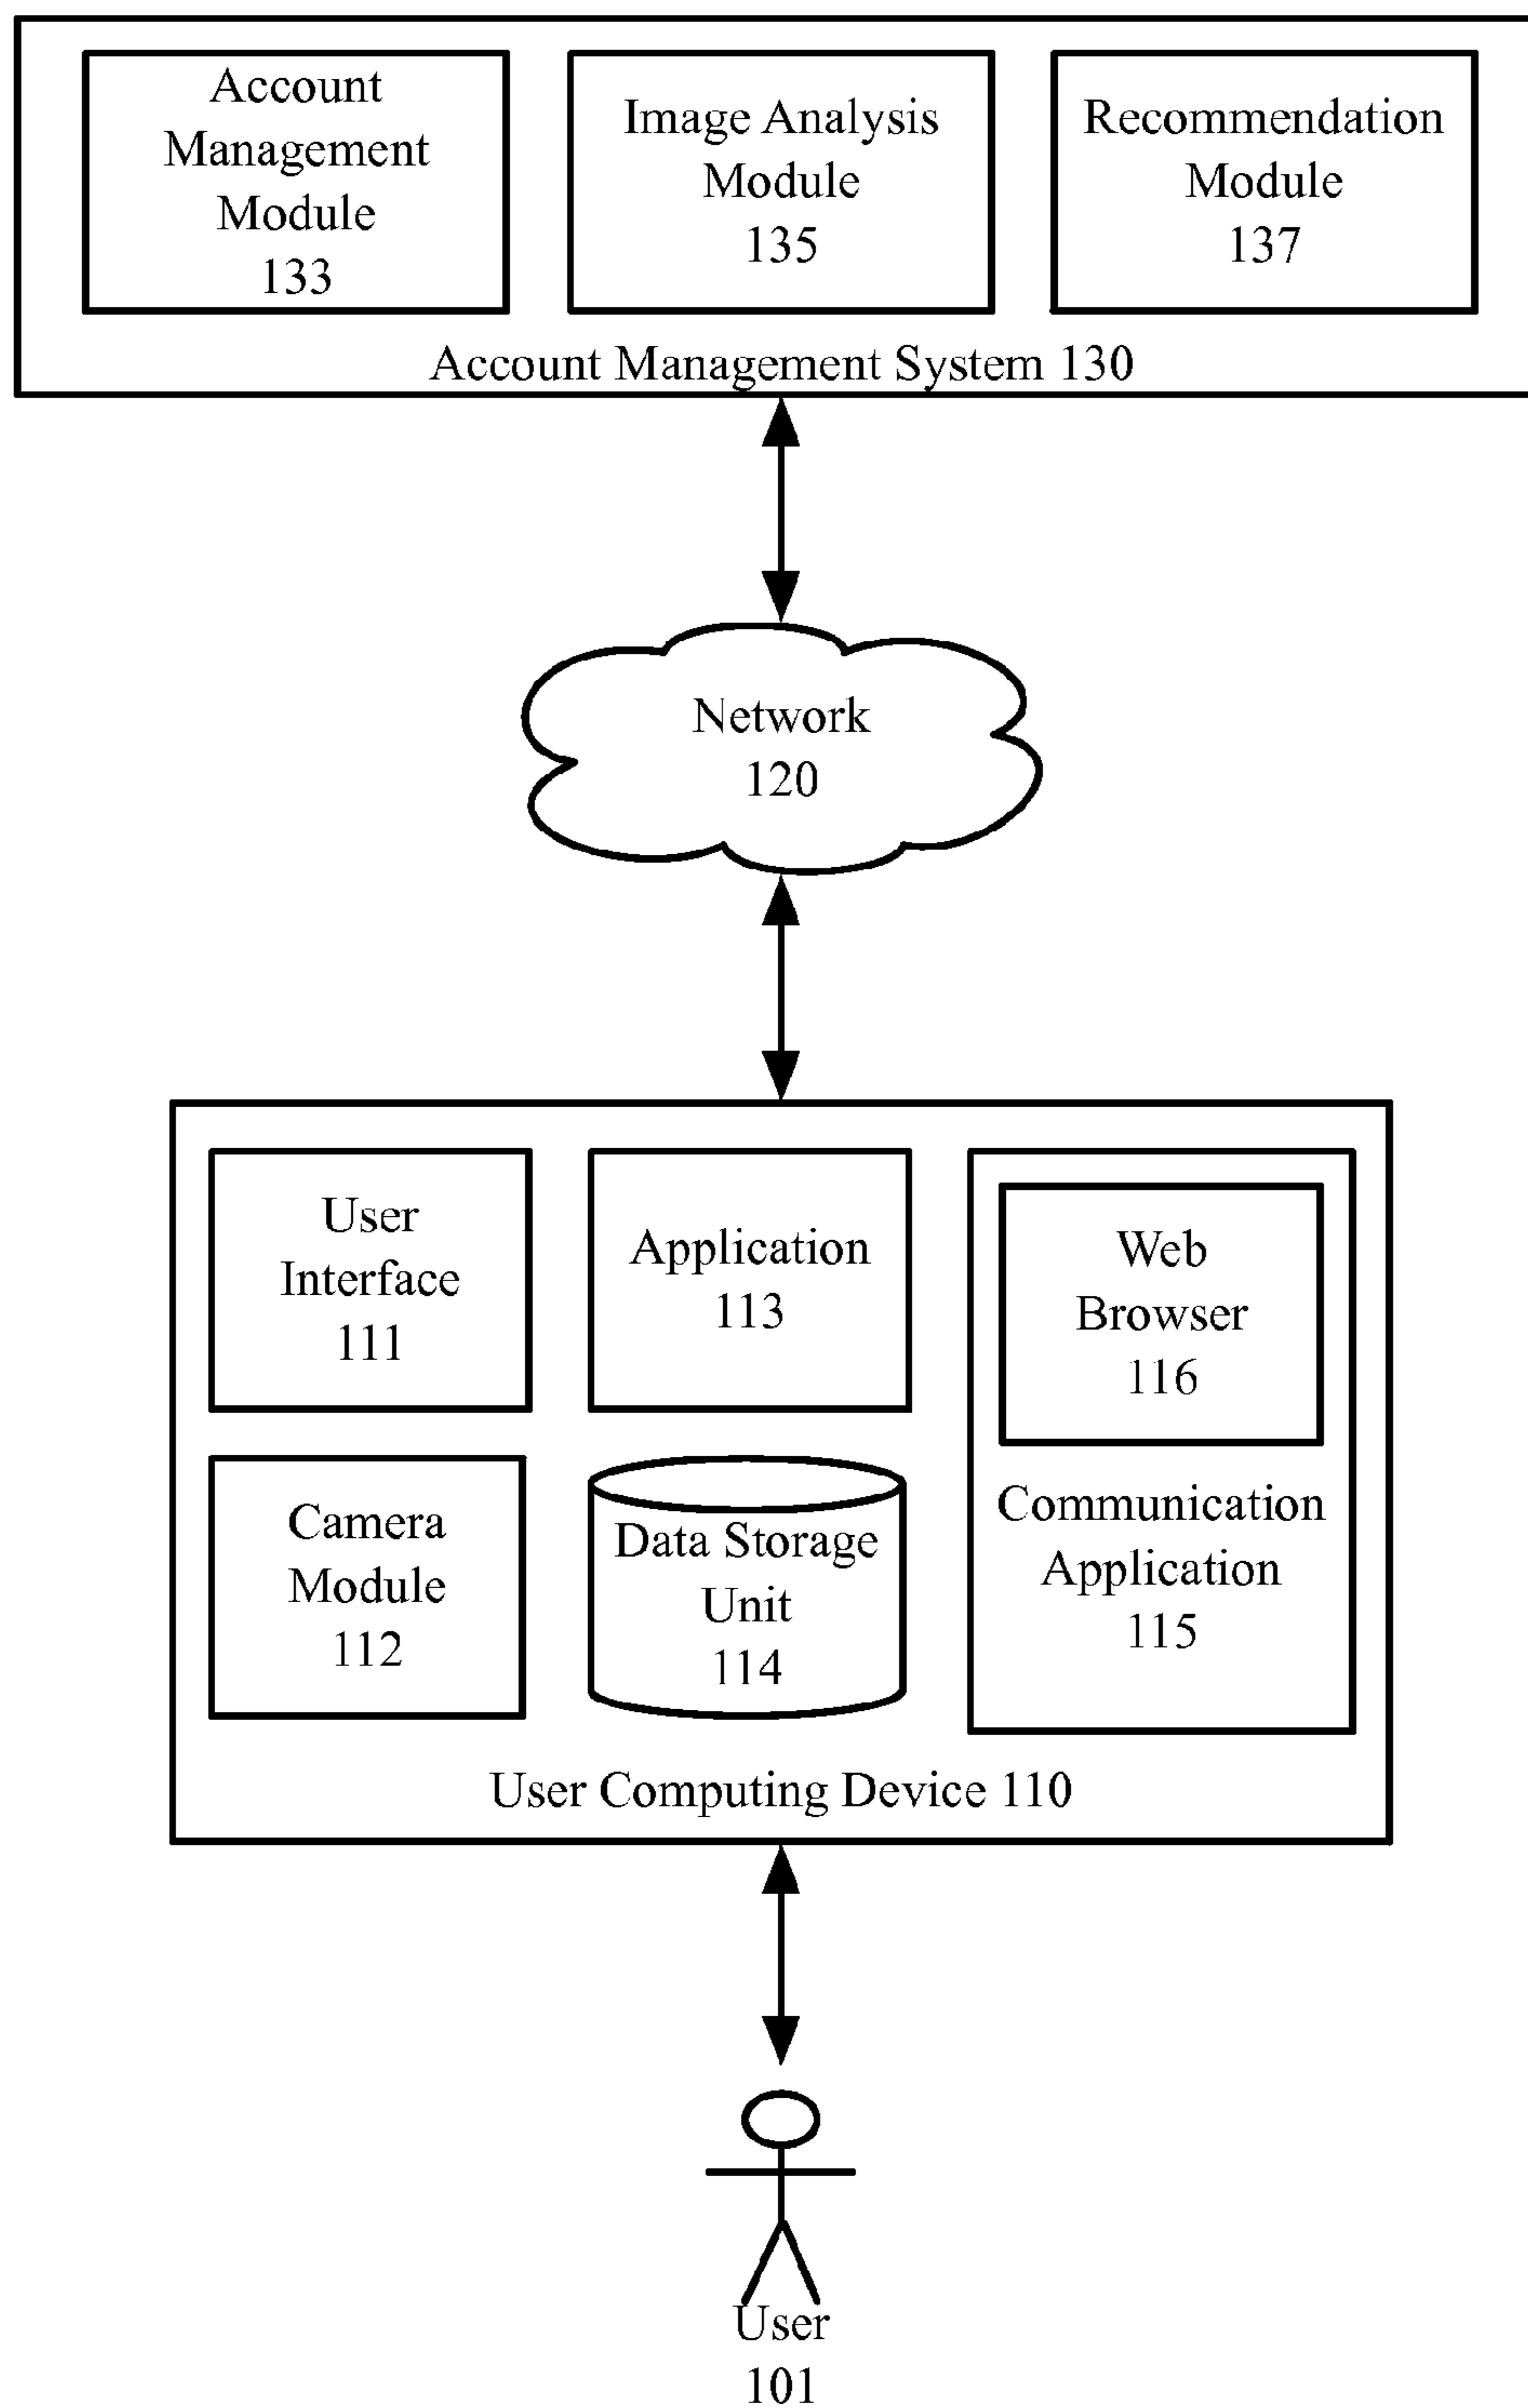 Account
Management
Module
133
Image Analysis
Module
135
Recommendation
Module
137
Account Management System 130
Network
120
User
Interface
111
Application
113
Web
Browser
116
Communication
Application
115
Camera
Module
112
Data Storage
Unit
114
User Computing Device 110
User
101